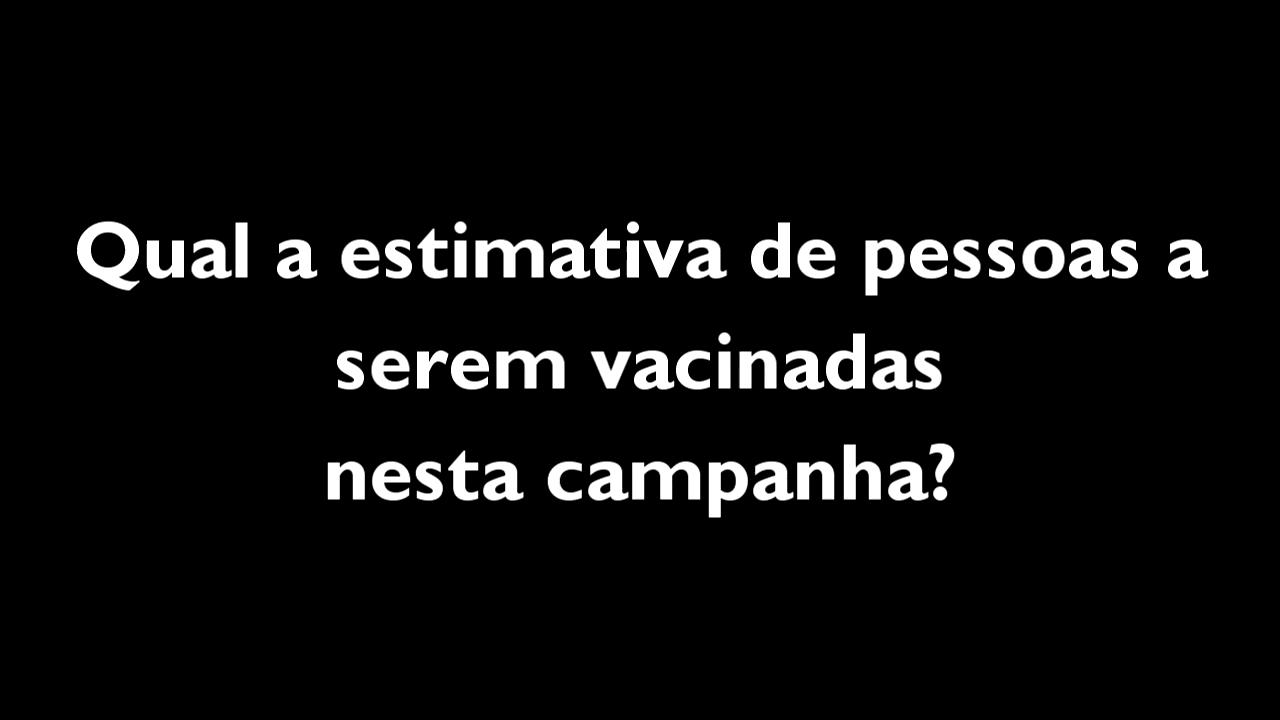 Qual a estimativa de pessoas a
serem vacinadas
nesta campanha?